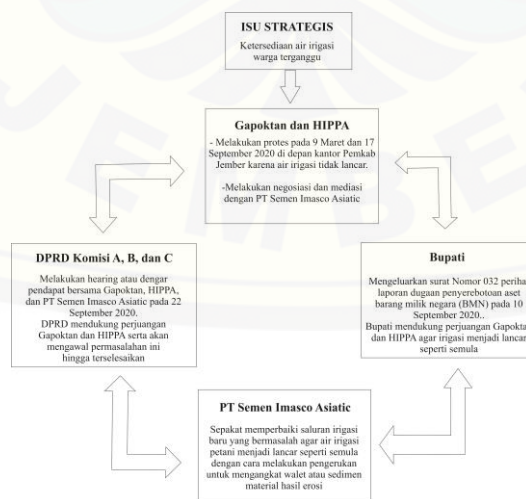 ISU STRATEGIS
Ketersediaan air irigasi
warga terganggu
Gapoktan dan HIPPA
- Melakukan protes pada 9 Maret dan 17
September 2020 di depan kantor Pemkab
Jember karena air irigasi tidak lancar.
-Melakukan negosiasi dan mediasi
dengan PT Semen Imasco Asiatic
DPRD Komisi A, B, dan C
Melakukan hearing atau dengar
pendapat bersama Gapoktan, HIPPA,
dan PT Semen Imasco Asiatic pada 22
September 2020.
DPRD mendukung perjuangan
Gapoktan dan HIPPA serta akan
mengawal permasalahan ini
hingga terselesaikan
Bupati
Mengeluarkan surat Nomor 032 perihal
laporan dugaan penyerebotoan aset
barang milik negara (BMN) pada 10
September 2020..
Bupati mendukung perjuangan Gapoktan
dan HIPPA agar irigasi menjadi lancar
seperti semula
PT Semen Imasco Asiatic
Sepakat memperbaiki saluran irigasi
baru yang bermasalah agar air irigasi
petani menjadi lancar seperti semula
dengan cara melakukan pengerukan
untuk mengangkat walet atau sedimen
material hasil erosi
JEMBER